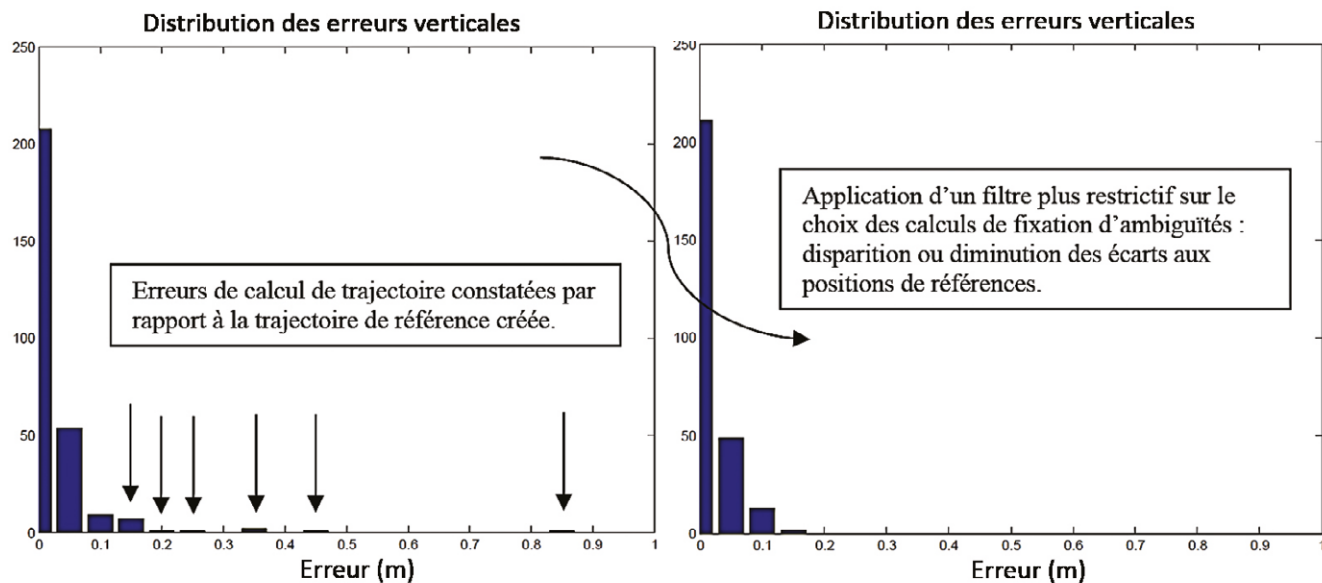 Distribution des erreurs verticales
250
200
150
100
50
0
0 0.1 0.2 0.3 0.4 0.5 0.6 0.7 0.8 0.9 1
Erreur (m)
Erreurs de calcul de trajectoire constatées par
rapport à la trajectoire de référence créée.
Distribution des erreurs verticales
250
200
150
100
50
0
0 0.1 0.2 0.3 0.4 0.5 0.6 0.7 0.8 0.9 1
Erreur (m)
Application d'un filtre plus restrictif sur le
choix des calculs de fixation d'ambiguïtés :
disparition ou diminution des écarts aux
positions de références.